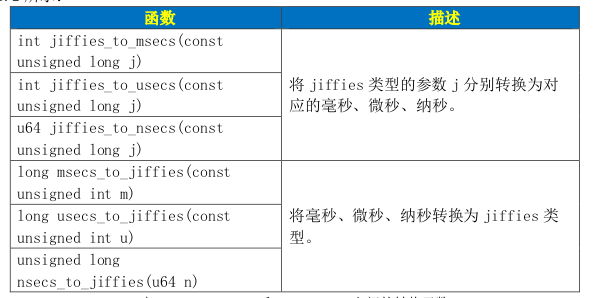 函数 描述
int jiffies_to_msecs(const
unsigned long j)
int jiffies_to_usecs(const
unsigned long j)
u64 jiffies_to_nsecs(const
unsigned long j)
将 jiffies 类型的参数 j 分别转换为对
应的毫秒、微秒、纳秒。
long msecs_to_jiffies(const
unsigned int m)
long usecs_to_jiffies(const
unsigned int u)
unsigned long
nsecs_to_jiffies(u64 n)
将毫秒、微秒、纳秒转换为 jiffies 类
型。